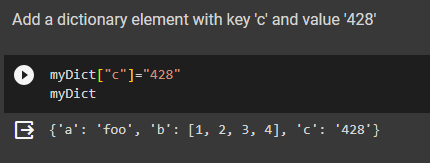 Add a dictionary element with key 'c' and value '428'
myDict["c"]="428"
myDict
{'a': 'foo', 'b': [1, 2, 3, 4], 'c': '428'}